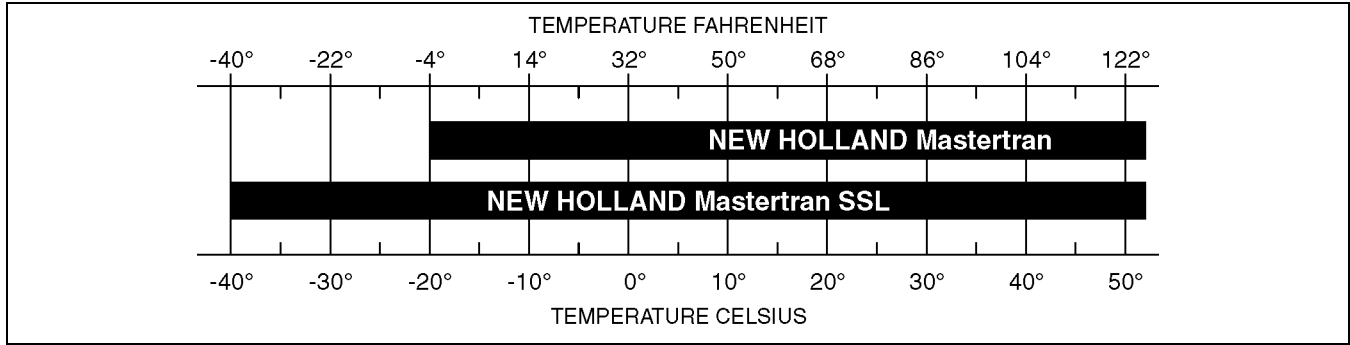 TEMPERATURE FAHRENHEIT
-40° -22° -4° 14° 32° 50° 68° 86° 104° 122°
NEW HOLLAND Mastertran
NEW HOLLAND Mastertran SSL
-40° -30° -20° -10° 0° 10° 20° 30° 40° 50°
TEMPERATURE CELSIUS